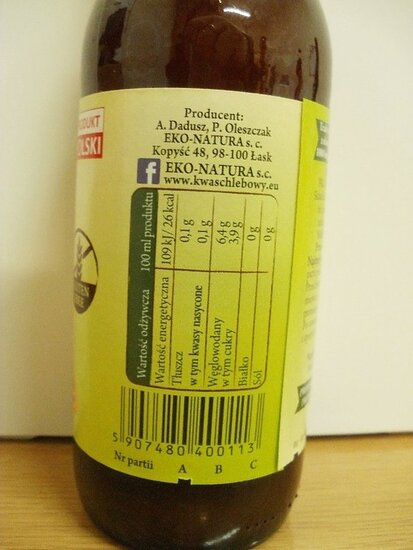 PRODUKT
POLSKI
Producent:
A. Dadusz, P. Oleszczak
EKO-NATURA s. c.
Kopyść 48, 98-100 Łask
f EKO-NATURA s.c.
www.kwaschlebowy.eu
Wartość odżywcza 100 ml produktu
Wartość energetyczna 109 kJ / 26 kcal
Tłuszcz 0,1 g
w tym kwasy nasycone 0,1 g
Węglowodany 6,4 g
w tym cukry 3,9 g
Białko 0 g
Sól 0 g
5 907480 400113
Nr partii A B C